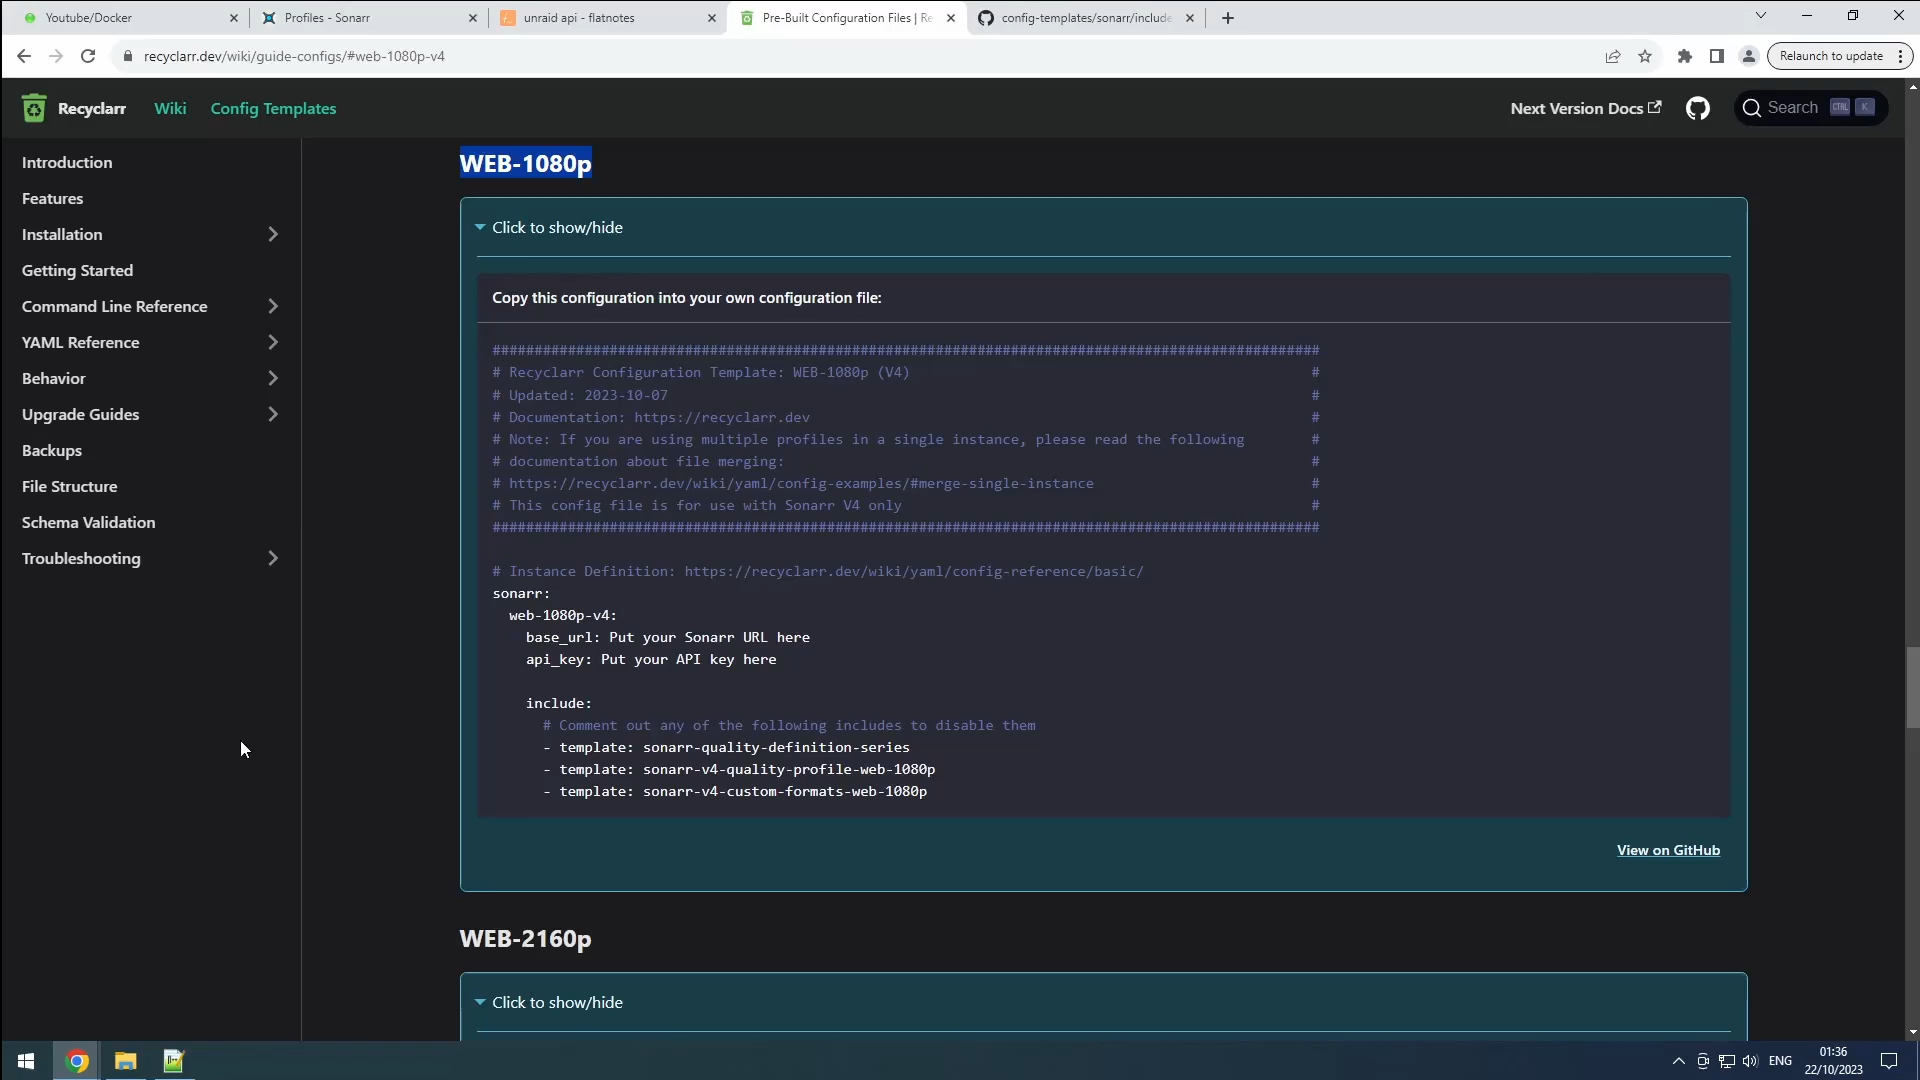 Youtube/Docker
Profiles - Sonarr
unraid api - flatnotes
Pre-Built Configuration Files | Re
config-templates/sonarr/include
recyclarr.dev/wiki/guide-configs/#web-1080p-v4
Relaunch to update
Recyclarr
Wiki
Config Templates
Next Version Docs
Search
CTRL
K
Introduction
Features
Installation
Getting Started
Command Line Reference
YAML Reference
Behavior
Upgrade Guides
Backups
File Structure
Schema Validation
Troubleshooting
WEB-1080p
Click to show/hide
Copy this configuration into your own configuration file:
###################################################################################################
# Recyclarr Configuration Template: WEB-1080p (V4)                                                #
# Updated: 2023-10-07                                                                             #
# Documentation: https://recyclarr.dev                                                            #
# Note: If you are using multiple profiles in a single instance, please read the following        #
# documentation about file merging:                                                               #
# https://recyclarr.dev/wiki/yaml/config-examples/#merge-single-instance                          #
# This config file is for use with Sonarr V4 only                                                 #
###################################################################################################
# Instance Definition: https://recyclarr.dev/wiki/yaml/config-reference/basic/
sonarr:
  web-1080p-v4:
    base_url: Put your Sonarr URL here
    api_key: Put your API key here
    include:
      # Comment out any of the following includes to disable them
      - template: sonarr-quality-definition-series
      - template: sonarr-v4-quality-profile-web-1080p
      - template: sonarr-v4-custom-formats-web-1080p
View on GitHub
WEB-2160p
Click to show/hide
ENG
01:36
22/10/2023